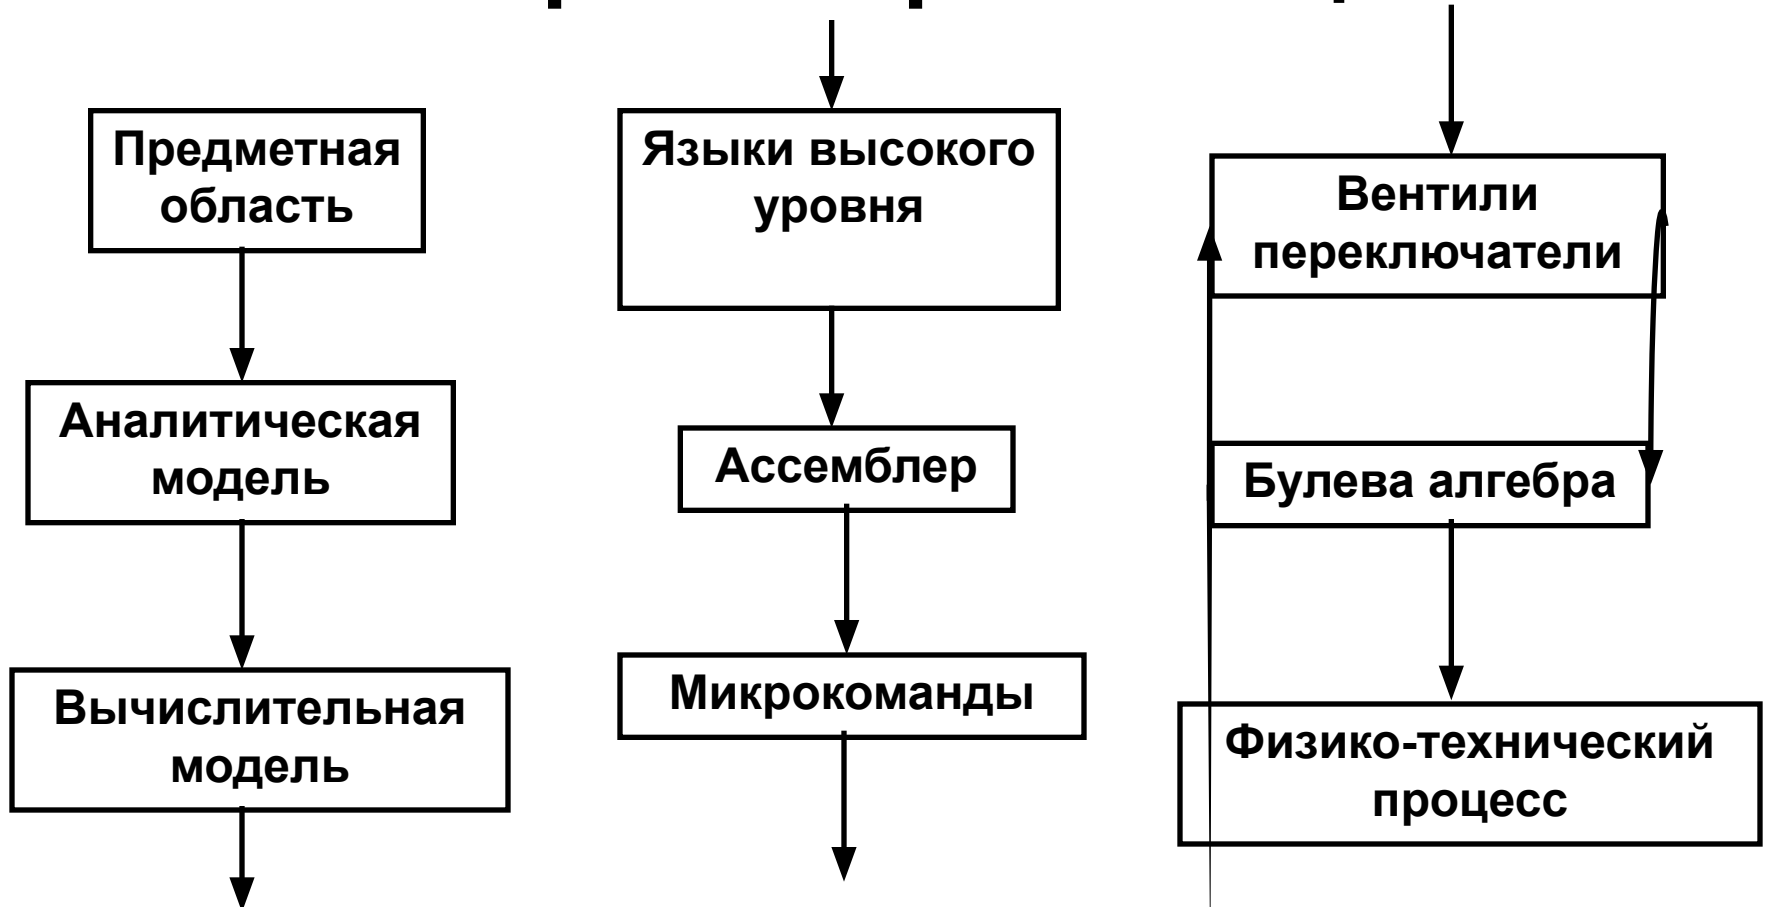 Предметная
область
Аналитическая
модель
Вычислительная
модель
Языки высокого
уровня
Ассемблер
Микрокоманды
Вентили
переключатели
Булева алгебра
Физико-технический
процесс